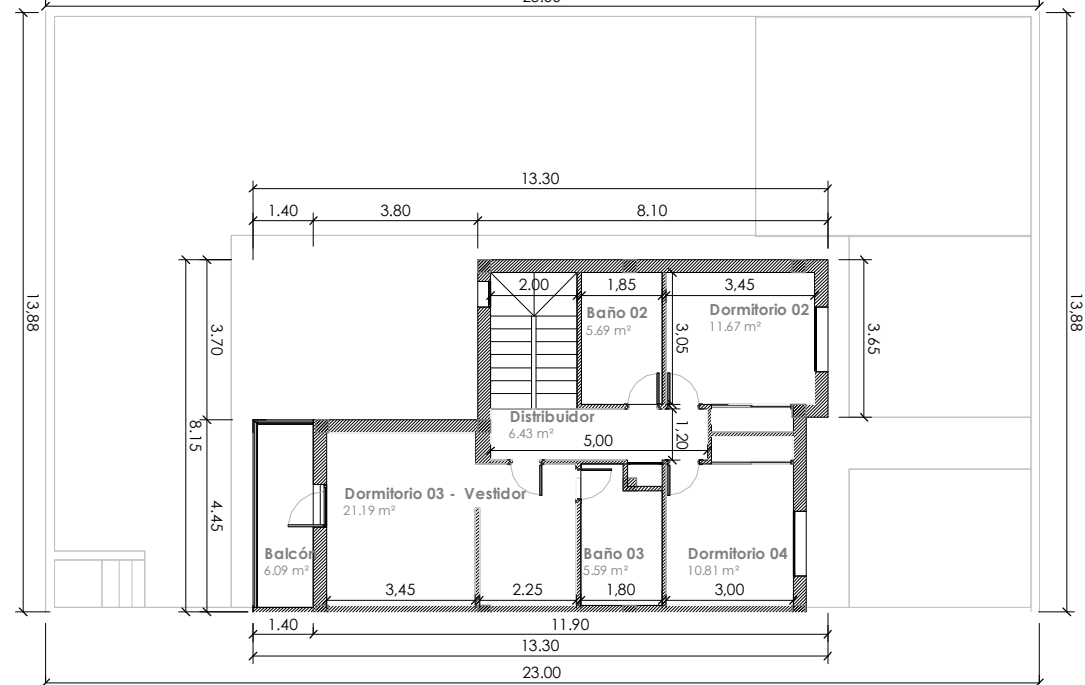 13.30
1.40 3.80 8.10
13,88
13,88
2.00 1,85 3,45
Baño 02
5.69 m²
Dormitorio 02
11.67 m²
3.70
3,05
3.65
Distribuidor
6.43 m²
8.15
5,00
1,20
Dormitorio 03 - Vestidor
21.19 m²
4.45
Balcón
6.09 m²
Baño 03
5.59 m²
Dormitorio 04
10.81 m²
3,45 2.25 1,80 3,00
1.40 11.90
13.30
23.00